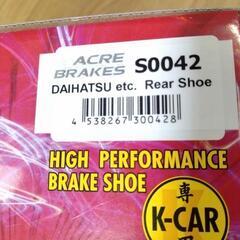 ACRE
BRAKES S0042
DAIHATSU etc. Rear Shoe
4 538267 300428
HIGH PERFORMANCE
BRAKE SHOE
専
K-CAR